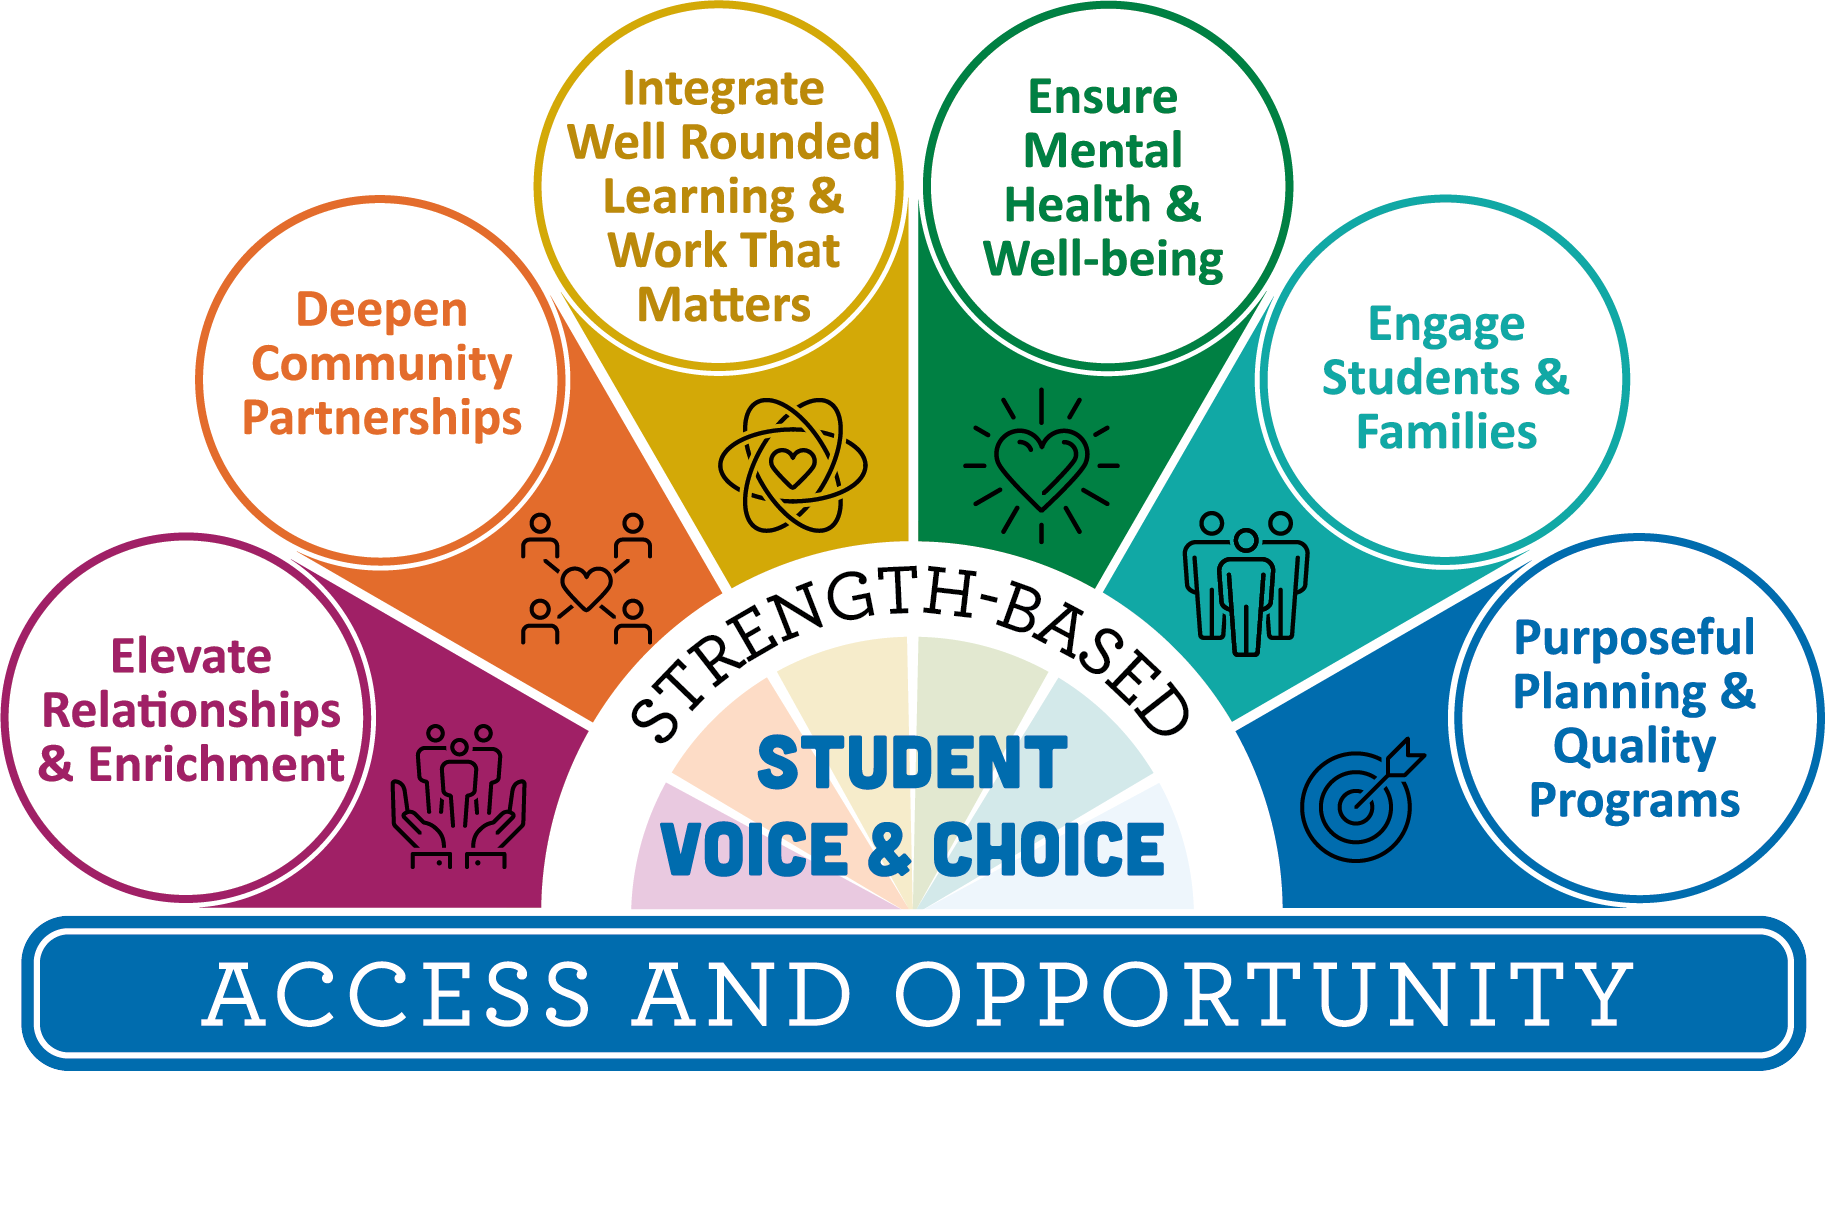 Elevate
Relationships
& Enrichment
Deepen
Community
Partnerships
Integrate
Well Rounded
Learning &
Work That
Matters
Ensure
Mental
Health &
Well-being
Engage
Students &
Families
Purposeful
Planning &
Quality
Programs
STRENGTH-BASED
STUDENT
VOICE & CHOICE
ACCESS AND OPPORTUNITY